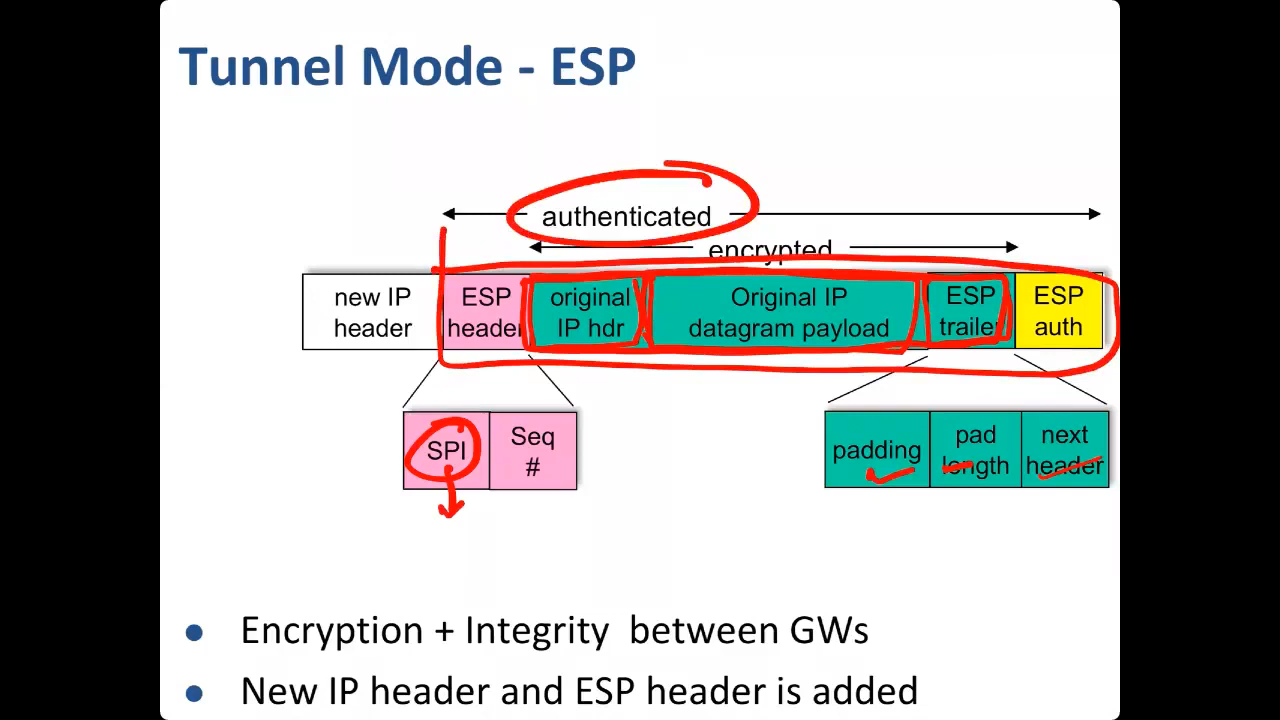 Tunnel Mode - ESP
authenticated
encrypted
new IP
header
ESP
header
original
IP hdr
Original IP
datagram payload
ESP
trailer
ESP
auth
SPI
Seq
#
padding
pad
length
next
header
Encryption + Integrity between GWs
New IP header and ESP header is added